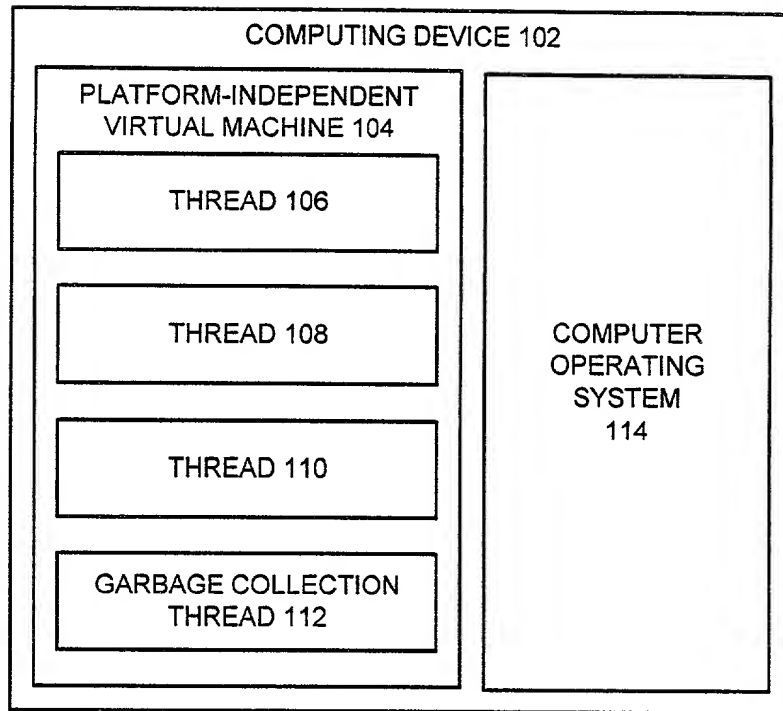 COMPUTING DEVICE 102
PLATFORM-INDEPENDENT
VIRTUAL MACHINE 104
THREAD 106
THREAD 108
THREAD 110
GARBAGE COLLECTION
THREAD 112
COMPUTER
OPERATING
SYSTEM
114